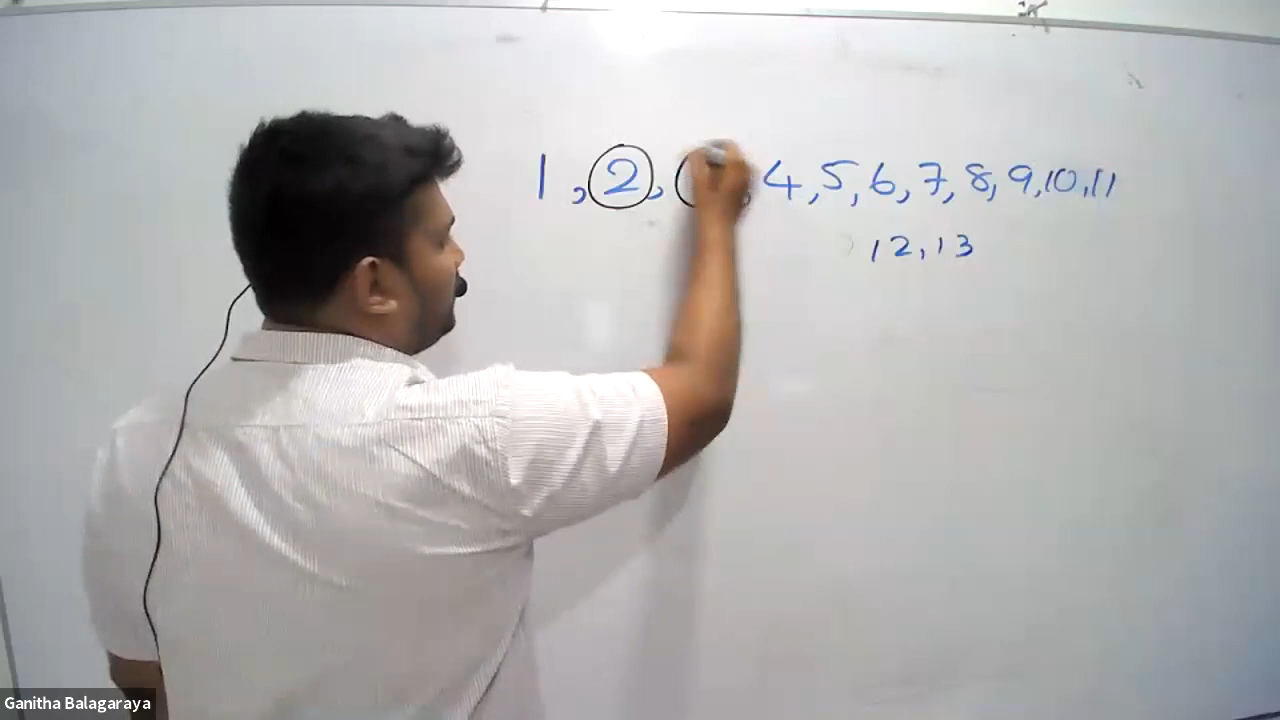 1, 2, 4, 5, 6, 7, 8, 9, 10, 11
12, 13
Ganitha Balagaraya